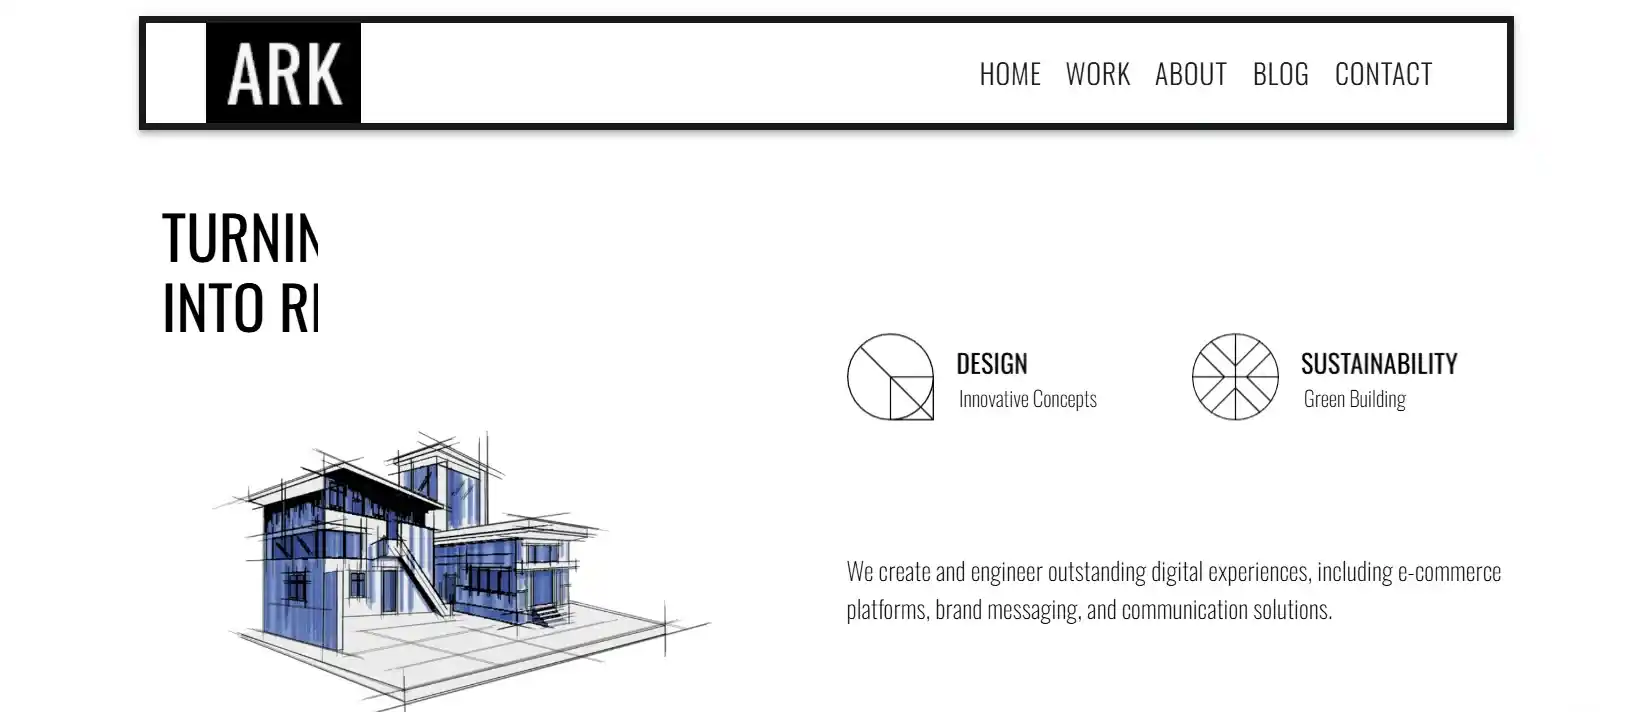 ARK
HOME WORK ABOUT BLOG CONTACT
TURNIN
INTO RE
DESIGN
Innovative Concepts
SUSTAINABILITY
Green Building
We create and engineer outstanding digital experiences, including e-commerce
platforms, brand messaging, and communication solutions.